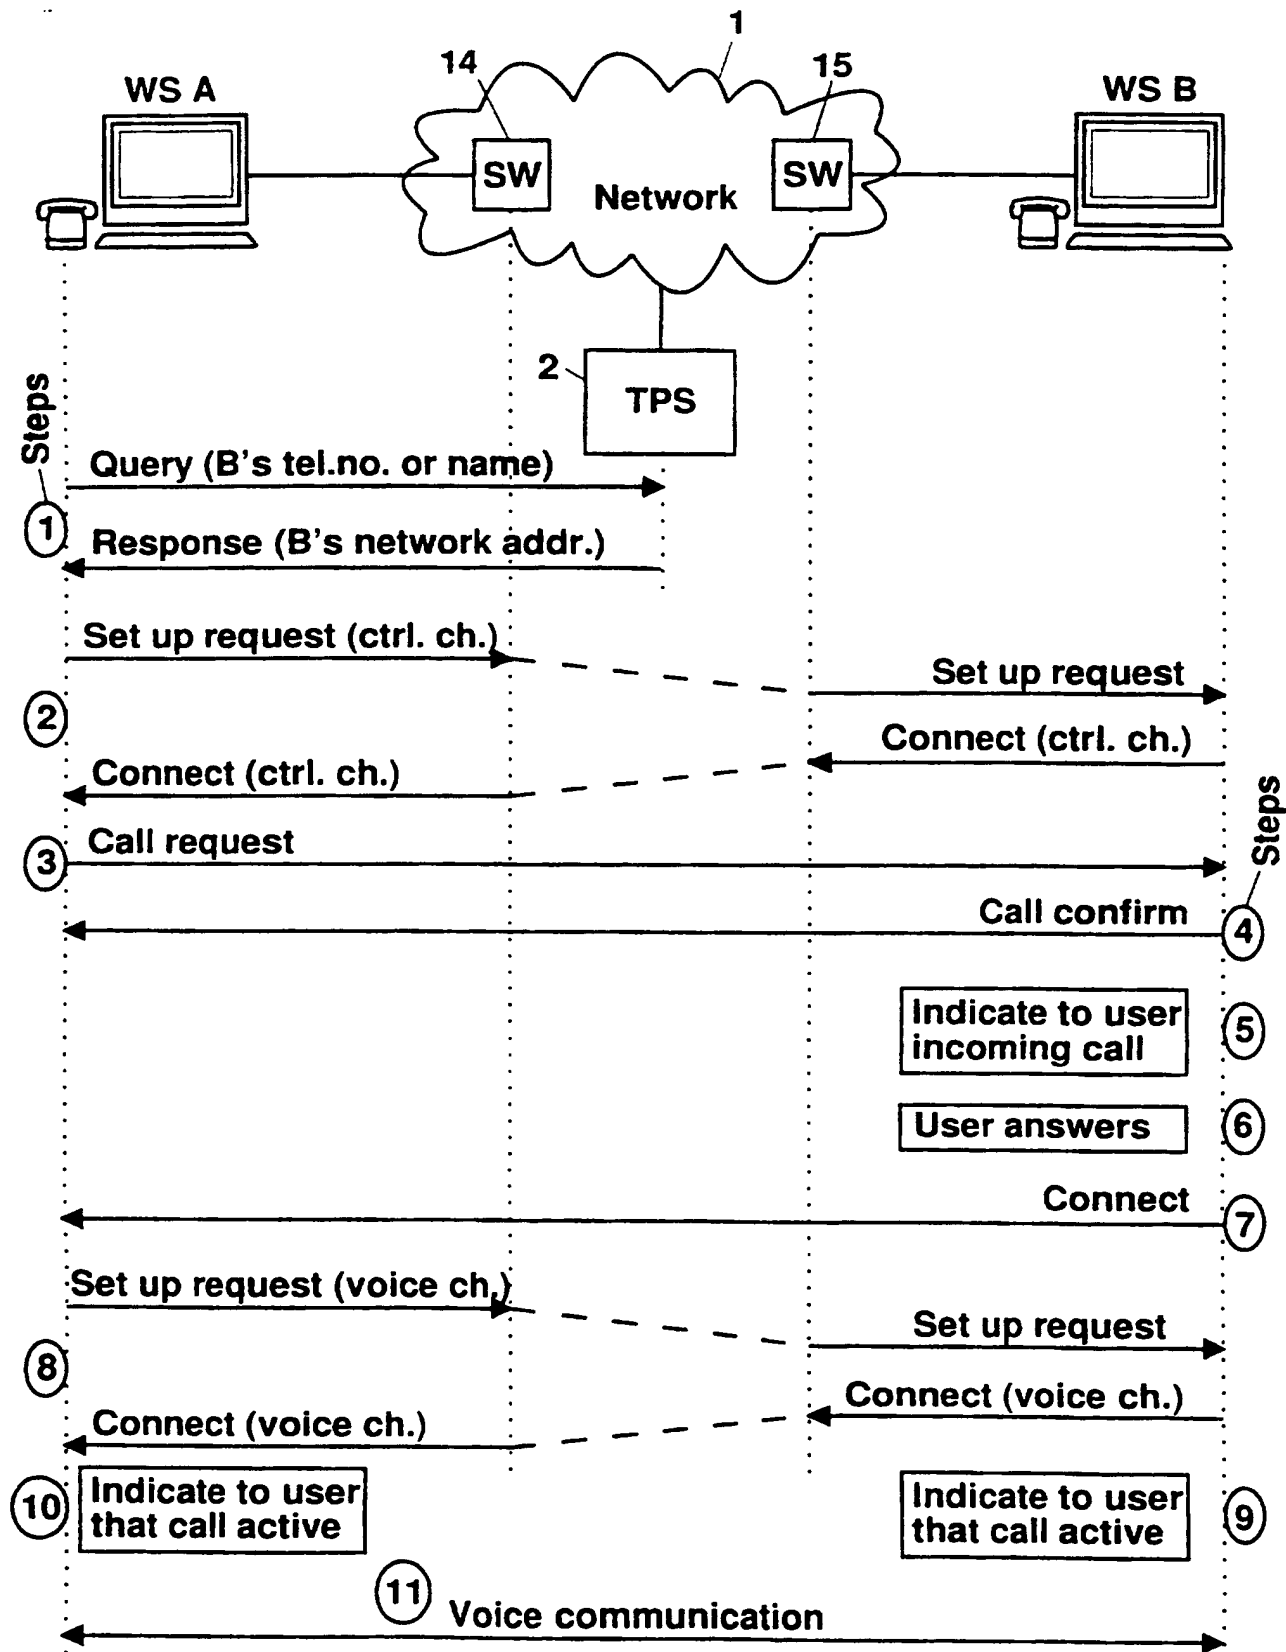 1
14
15
WS A
WS B
SW
SW
Network
2
TPS
Steps
Query (B's tel.no. or name)
1
Response (B's network addr.)
Set up request (ctrl. ch.)
Set up request
2
Connect (ctrl. ch.)
Connect (ctrl. ch.)
Steps
3
Call request
Call confirm
4
Indicate to user
incoming call
5
User answers
6
Connect
7
Set up request (voice ch.)
Set up request
8
Connect (voice ch.)
Connect (voice ch.)
10
Indicate to user
that call active
Indicate to user
that call active
9
11
Voice communication